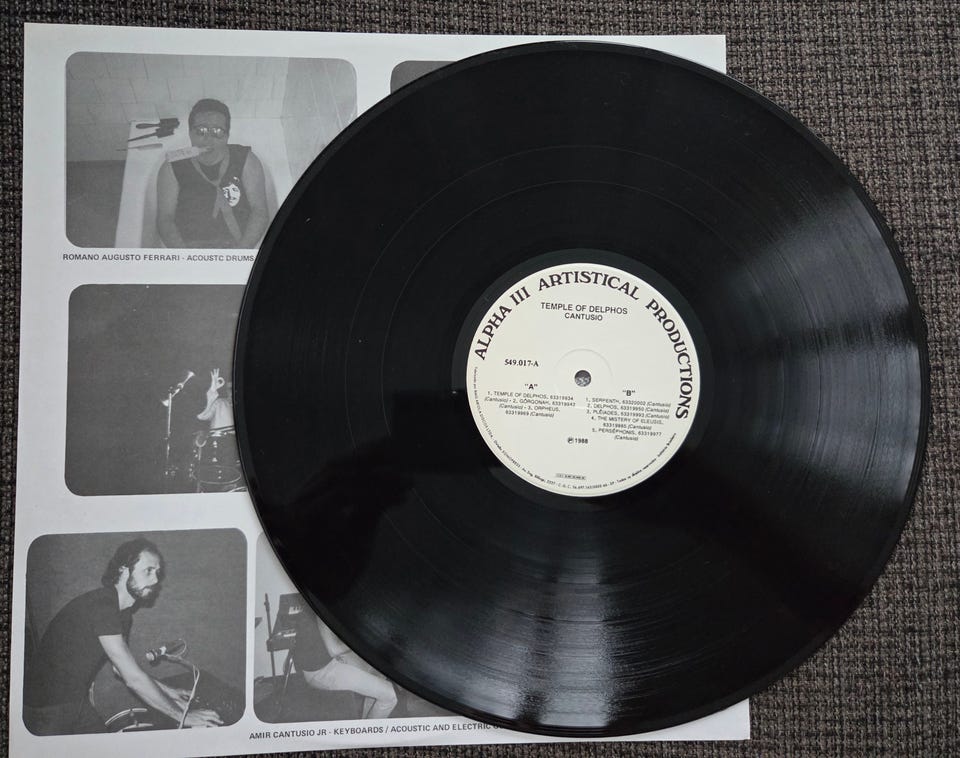 ROMANO AUGUSTO FERRARI - ACOUSTC DRUMS
ALPHA III ARTISTICAL PRODUCTIONS
TEMPLE OF DELPHOS
CANTUSIO
549.017-A
"A"
1. TEMPLE OF DELPHOS, 63319934
(Cantusio) - 2. GÓRGONAH, 63319942
(Cantusio) - 3. ORPHEUS,
63319969 (Cantusio)
"B"
1. SERPENTH, 63320002 (Cantusio)
2. DELPHOS, 63319950 (Cantusio)
3. PLÊIADES, 63319993 (Cantusio)
4. THE MISTERY OF ELEUSIS,
63319985 (Cantusio)
5. PERSÉPHONIS, 63319977
(Cantusio)
Ⓟ 1988
AMIR CANTUSIO JR - KEYBOARDS / ACOUSTIC AND ELECTRIC